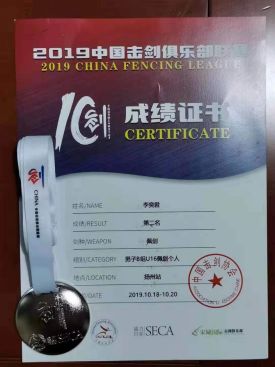 2019中国击剑俱乐部联赛
2019 CHINA FENCING LEAGUE
成绩证书
CERTIFICATE
CHINA
姓名/NAME 李奕君
成绩/RESULT 第二名
剑种/WEAPON 佩剑
组别/CATEGORY 男子B组U16佩剑个人
地点/LOCATION 扬州站
/DATE 2019.10.18-10.20
中国击剑协会
SECA